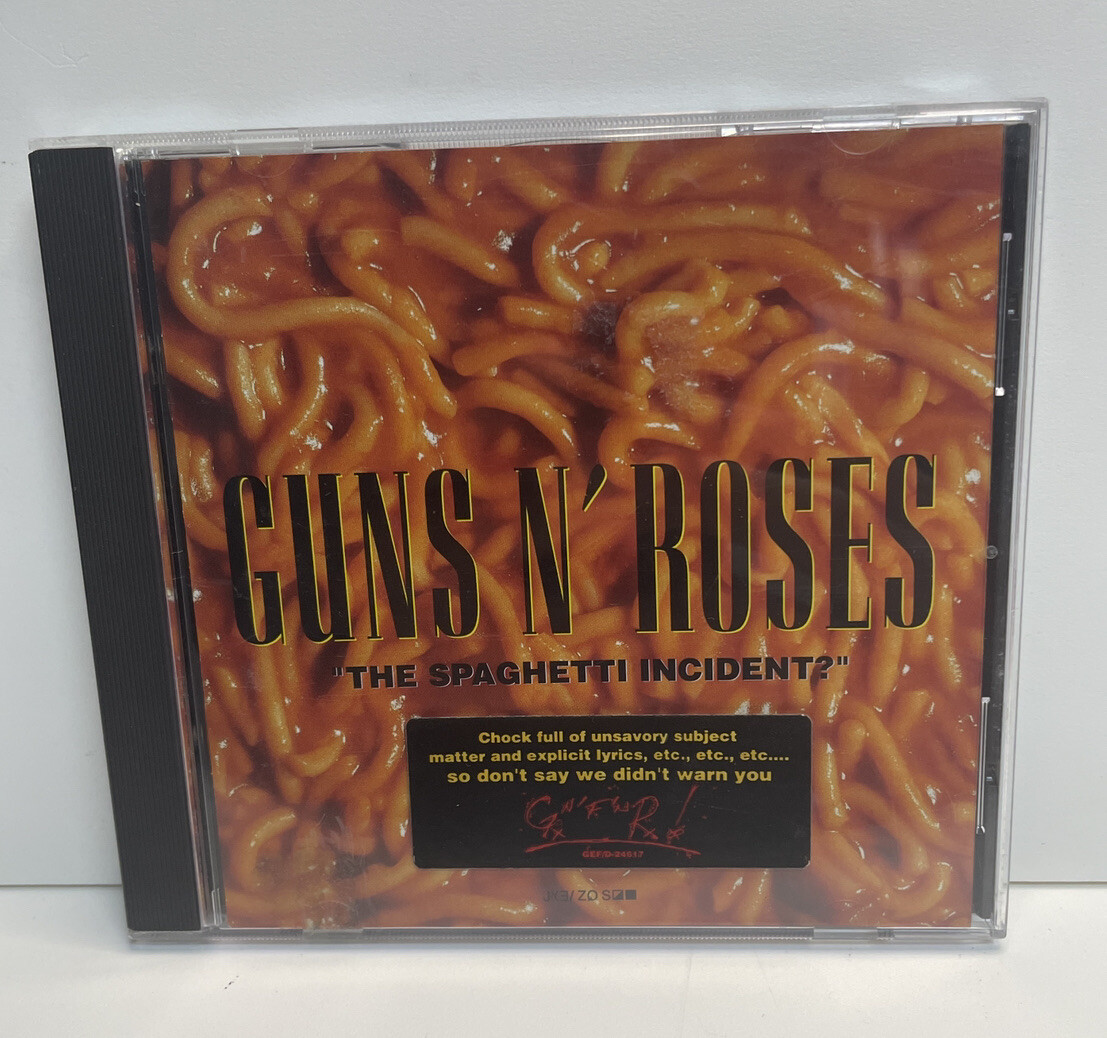 GUNS N' ROSES
"THE SPAGHETTI INCIDENT?"
Chock full of unsavory subject
matter and explicit lyrics, etc., etc., etc....
so don't say we didn't warn you
G N' F' N R!
GEF/D-24617